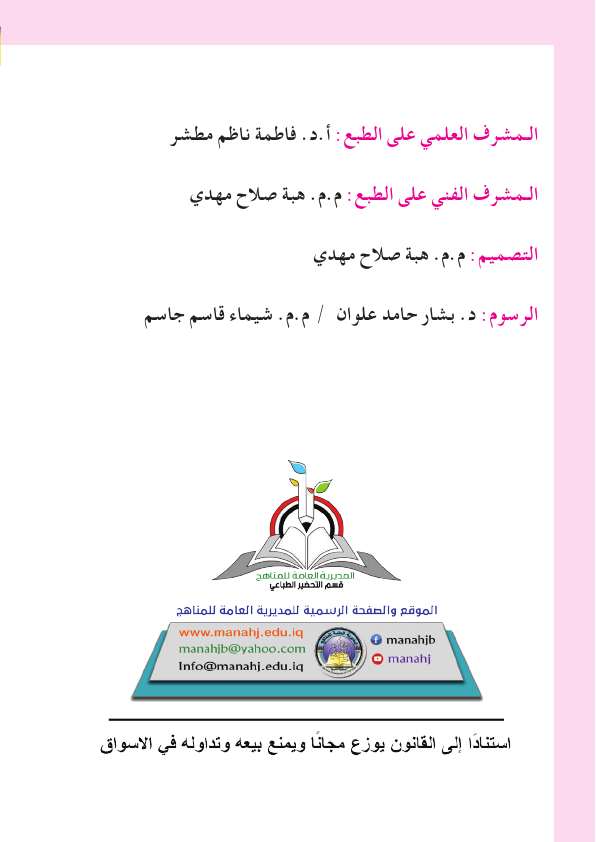 المشرف العلمي على الطبع: أ.د. فاطمة ناظم مطشر
المشرف الفني على الطبع: م.م. هبة صلاح مهدي
التصميم: م.م. هبة صلاح مهدي
الرسوم: د. بشار حامد علوان / م.م. شيماء قاسم جاسم
المديرية العامة للمناهج
قسم التحضير الطباعي
الموقع والصفحة الرسمية للمديرية العامة للمناهج
www.manahj.edu.iq
manahjb@yahoo.com
Info@manahj.edu.iq
manahjb
manahj
استنادًا إلى القانون يوزع مجانًا ويمنع بيعه وتداوله في الاسواق